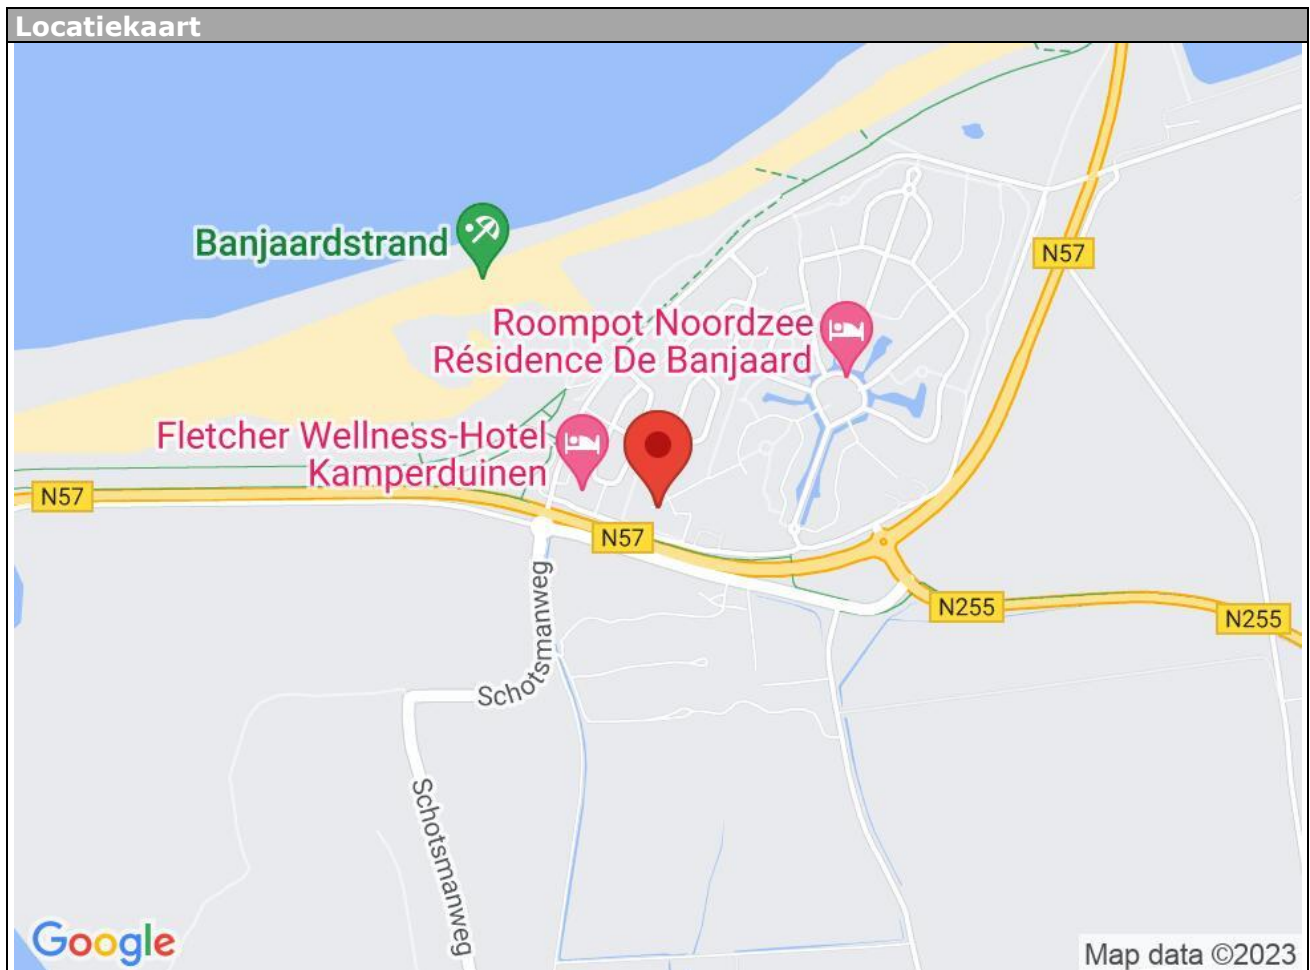 Locatiekaart
Banjaardstrand
N57
Roompot Noordzee
Résidence De Banjaard
Fletcher Wellness-Hotel
Kamperduinen
N57
N57
N255
N255
Schotsmanweg
Schotsmanweg
Google
Map data ©2023